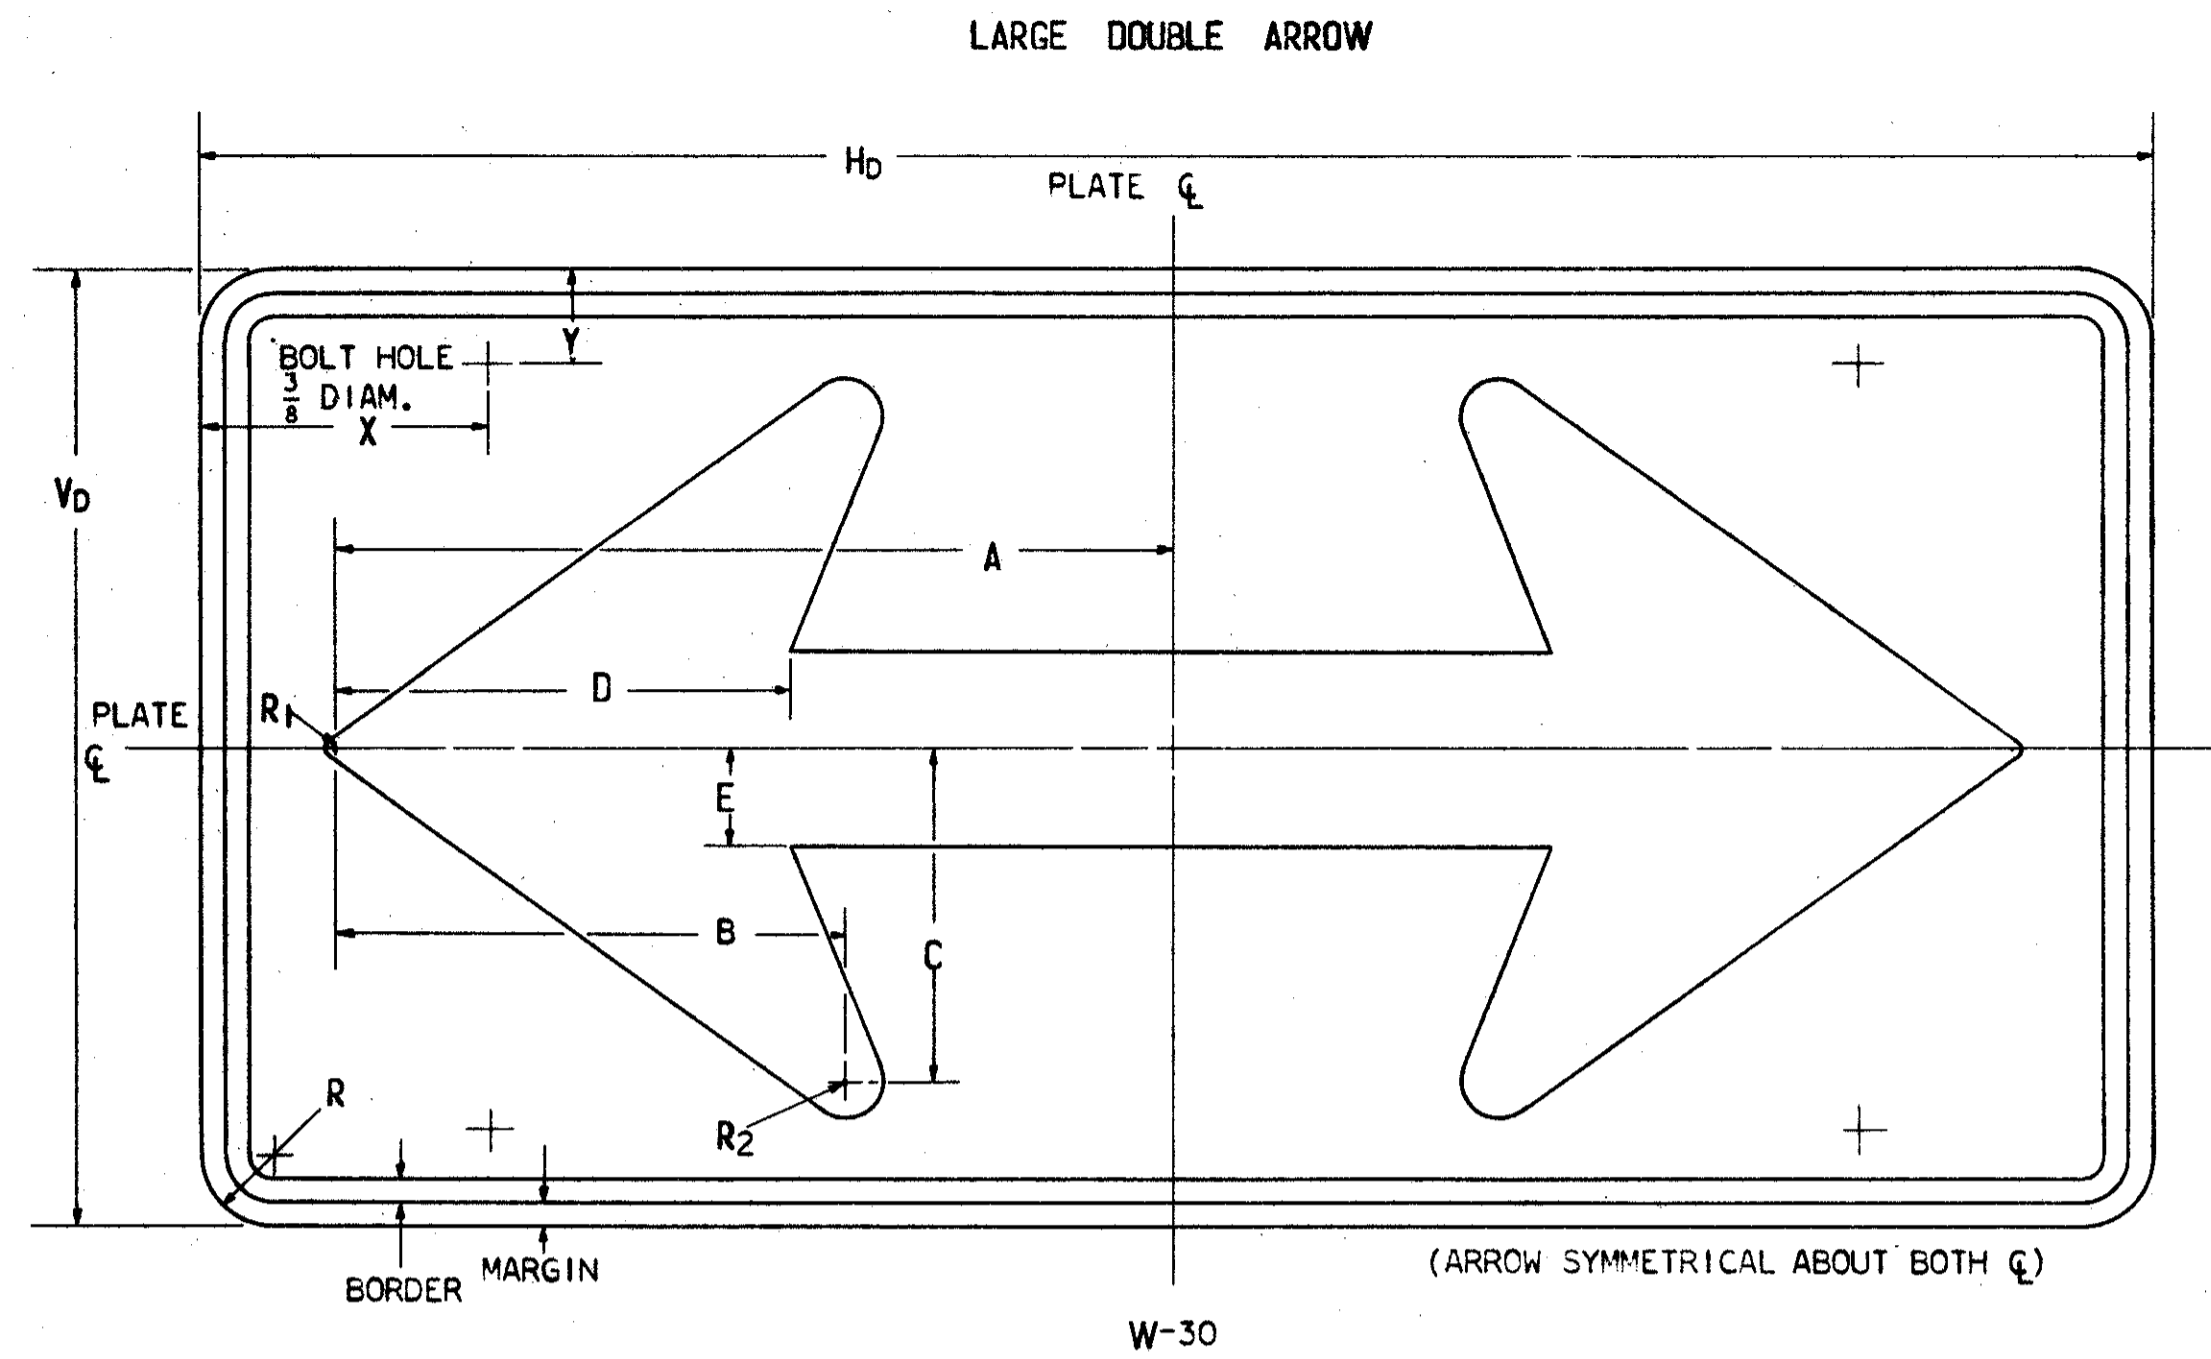 LARGE DOUBLE ARROW
HD
PLATE ℄
BOLT HOLE
3/8 DIAM.
Y
X
VD
A
D
R1
PLATE
℄
E
B
C
R
R2
MARGIN
BORDER
(ARROW SYMMETRICAL ABOUT BOTH ℄)
W-30